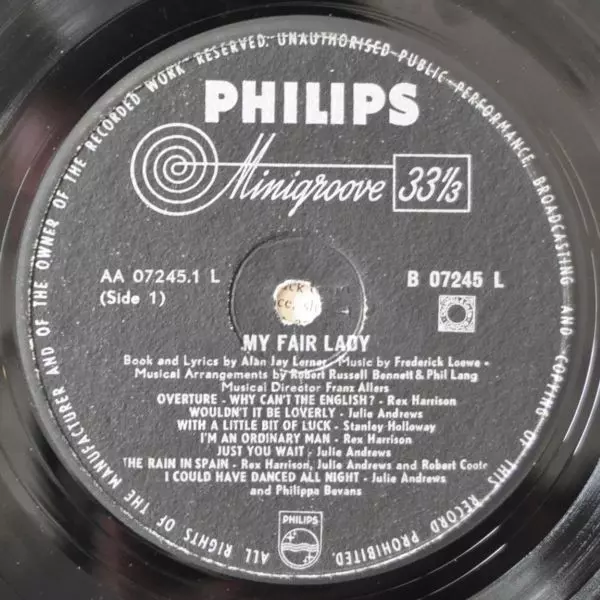 ALL RIGHTS OF THE MANUFACTURER AND OF THE OWNER OF THE RECORDED WORK RESERVED. UNAUTHORISED PUBLIC PERFORMANCE, BROADCASTING AND COPYING OF THIS RECORD PROHIBITED.
PHILIPS
Minigroove 33⅓
AA 07245.1 L
(Side 1)
B 07245 L
MY FAIR LADY
Book and Lyrics by Alan Jay Lerner - Music by Frederick Loewe -
Musical Arrangements by Robert Russell Bennett & Phil Lang
Musical Director Franz Allers
OVERTURE - WHY CAN'T THE ENGLISH? - Rex Harrison
WOULDN'T IT BE LOVERLY - Julie Andrews
WITH A LITTLE BIT OF LUCK - Stanley Holloway
I'M AN ORDINARY MAN - Rex Harrison
JUST YOU WAIT - Julie Andrews
THE RAIN IN SPAIN - Rex Harrison, Julie Andrews and Robert Coote
I COULD HAVE DANCED ALL NIGHT - Julie Andrews
and Philippa Bevans
PHILIPS